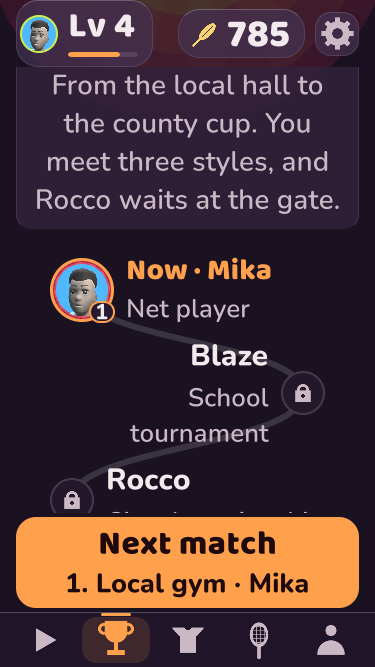 Lv 4
785
From the local hall to
the county cup. You
meet three styles, and
Rocco waits at the gate.
Now · Mika
1
Net player
Blaze
School
tournament
Rocco
Next match
1. Local gym · Mika